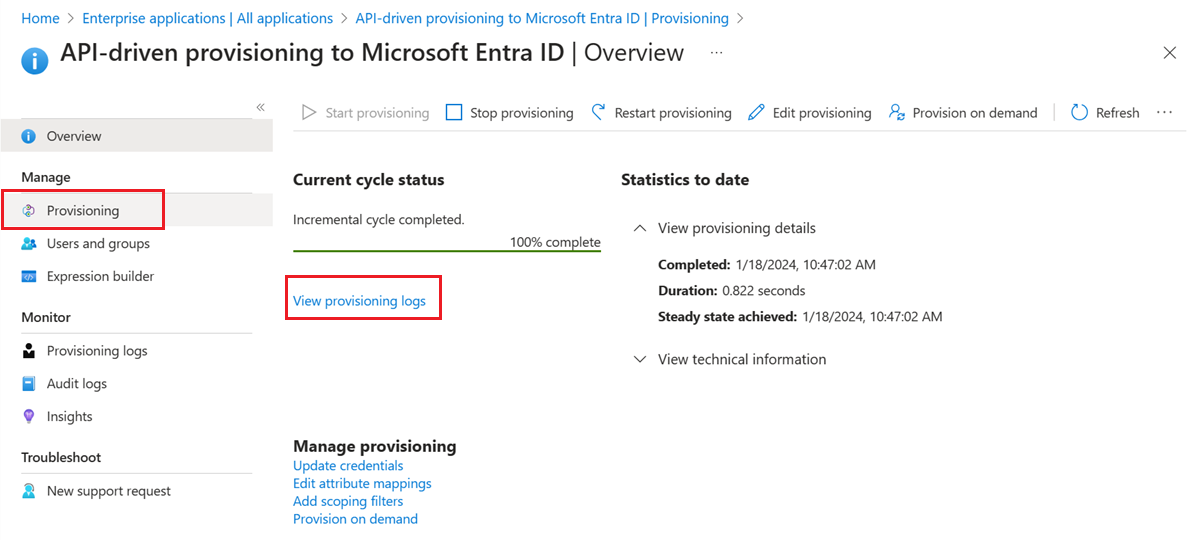 Home > Enterprise applications | All applications > API-driven provisioning to Microsoft Entra ID | Provisioning >
API-driven provisioning to Microsoft Entra ID | Overview ...
Start provisioning Stop provisioning Restart provisioning Edit provisioning Provision on demand Refresh ...
Overview
Manage
Provisioning
Users and groups
Expression builder
Monitor
Provisioning logs
Audit logs
Insights
Troubleshoot
New support request
Current cycle status
Incremental cycle completed.
100% complete
View provisioning logs
Statistics to date
View provisioning details
Completed: 1/18/2024, 10:47:02 AM
Duration: 0.822 seconds
Steady state achieved: 1/18/2024, 10:47:02 AM
View technical information
Manage provisioning
Update credentials
Edit attribute mappings
Add scoping filters
Provision on demand